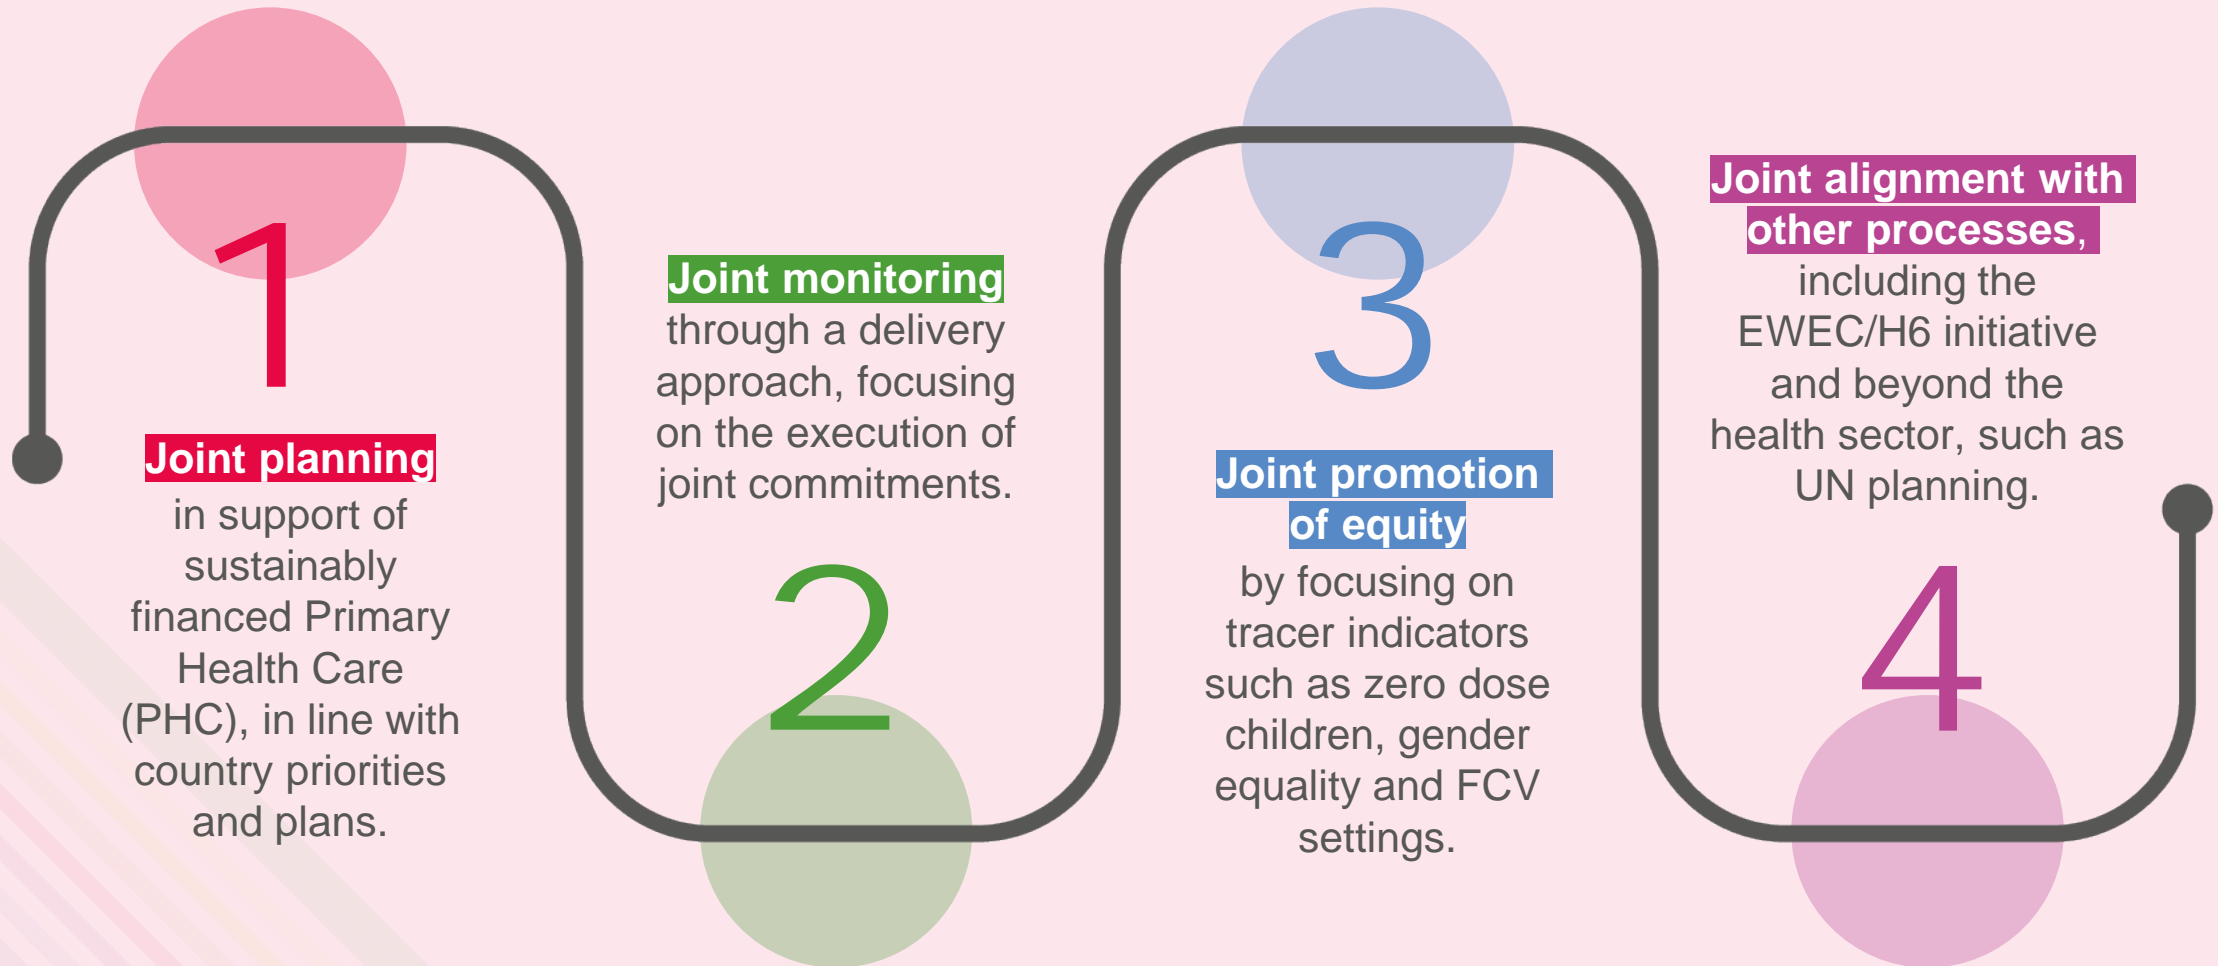 1
Joint planning
in support of
sustainably
financed Primary
Health Care
(PHC), in line with
country priorities
and plans.
Joint monitoring
through a delivery
approach, focusing
on the execution of
joint commitments.
2
3
Joint promotion
of equity
by focusing on
tracer indicators
such as zero dose
children, gender
equality and FCV
settings.
Joint alignment with
other processes,
including the
EWEC/H6 initiative
and beyond the
health sector, such as
UN planning.
4